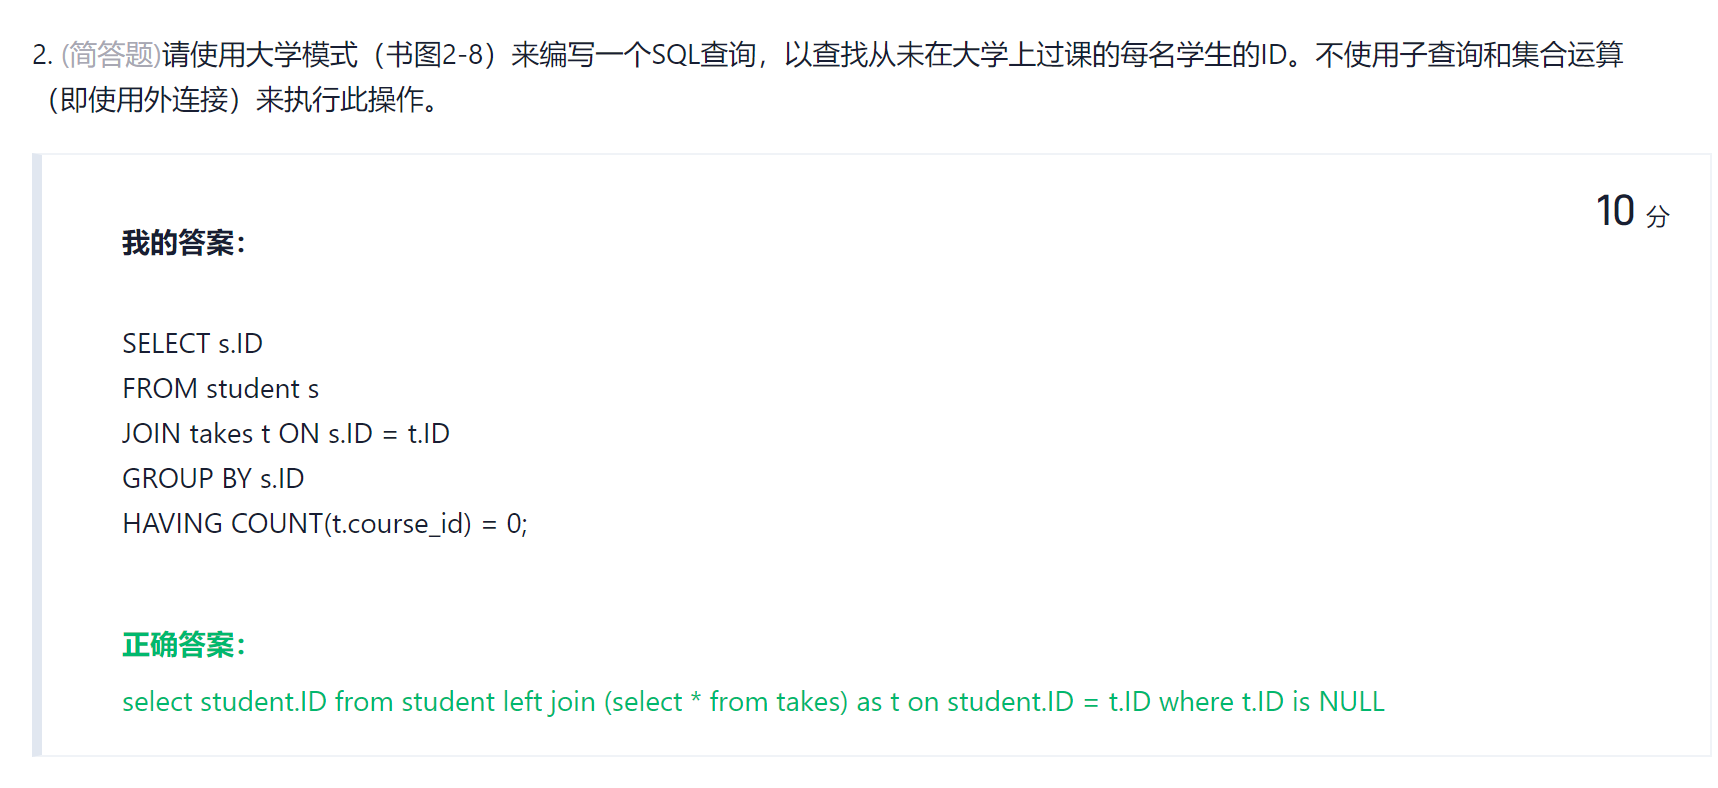 2. (简答题)请使用大学模式（书图2-8）来编写一个SQL查询，以查找从未在大学上过课的每名学生的ID。不使用子查询和集合运算
（即使用外连接）来执行此操作。
10 分
我的答案：
SELECT s.ID
FROM student s
JOIN takes t ON s.ID = t.ID
GROUP BY s.ID
HAVING COUNT(t.course_id) = 0;
正确答案：
select student.ID from student left join (select * from takes) as t on student.ID = t.ID where t.ID is NULL